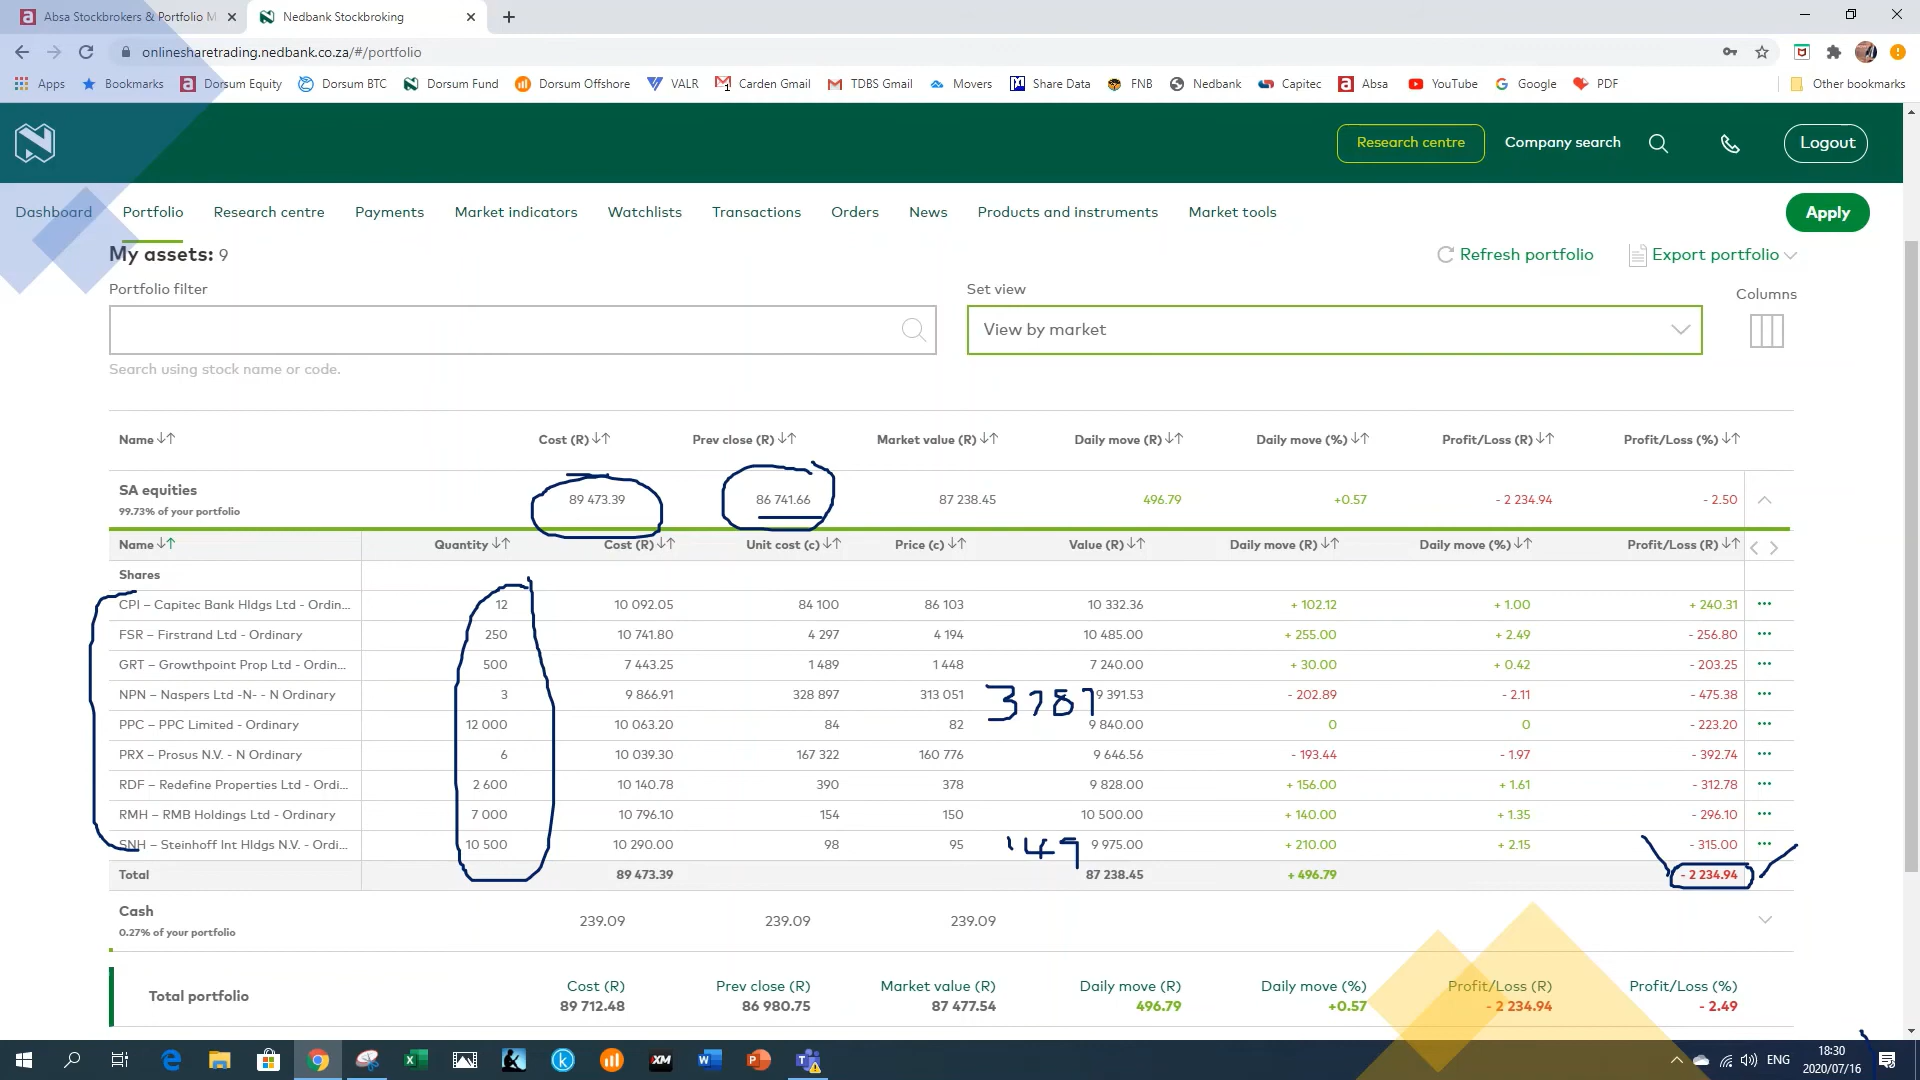 Absa Stockbrokers & Portfolio M
Nedbank Stockbroking
onlinesharetrading.nedbank.co.za/#/portfolio
Apps Bookmarks Dorsum Equity Dorsum BTC Dorsum Fund Dorsum Offshore VALR Carden Gmail TDBS Gmail Movers Share Data FNB Nedbank Capitec Absa YouTube Google PDF Other bookmarks
Research centre Company search Logout
Dashboard Portfolio Research centre Payments Market indicators Watchlists Transactions Orders News Products and instruments Market tools Apply
My assets: 9 Refresh portfolio Export portfolio
Portfolio filter Set view Columns
View by market
Search using stock name or code.
Name Cost (R) Prev close (R) Market value (R) Daily move (R) Daily move (%) Profit/Loss (R) Profit/Loss (%)
SA equities 89 473.39 86 741.66 87 238.45 496.79 +0.57 - 2 234.94 - 2.50
99.73% of your portfolio
Name Quantity Cost (R) Unit cost (c) Price (c) Value (R) Daily move (R) Daily move (%) Profit/Loss (R)
Shares
CPI – Capitec Bank Hldgs Ltd - Ordin... 12 10 092.05 84 100 86 103 10 332.36 + 102.12 + 1.00 + 240.31
FSR – Firstrand Ltd - Ordinary 250 10 741.80 4 297 4 194 10 485.00 + 255.00 + 2.49 - 256.80
GRT – Growthpoint Prop Ltd - Ordin... 500 7 443.25 1 489 1 448 7 240.00 + 30.00 + 0.42 - 203.25
NPN – Naspers Ltd -N- - N Ordinary 3 9 866.91 328 897 313 051 3787 9 391.53 - 202.89 - 2.11 - 475.38
PPC – PPC Limited - Ordinary 12 000 10 063.20 84 82 9 840.00 0 0 - 223.20
PRX – Prosus N.V. - N Ordinary 6 10 039.30 167 322 160 776 9 646.56 - 193.44 - 1.97 - 392.74
RDF – Redefine Properties Ltd - Ordi... 2 600 10 140.78 390 378 9 828.00 + 156.00 + 1.61 - 312.78
RMH – RMB Holdings Ltd - Ordinary 7 000 10 796.10 154 150 10 500.00 + 140.00 + 1.35 - 296.10
SNH – Steinhoff Int Hldgs N.V. - Ordi... 10 500 10 290.00 98 95 149 9 975.00 + 210.00 + 2.15 - 315.00
Total 89 473.39 87 238.45 + 496.79 - 2 234.94
Cash 239.09 239.09 239.09
0.27% of your portfolio
Cost (R) Prev close (R) Market value (R) Daily move (R) Daily move (%) Profit/Loss (R) Profit/Loss (%)
Total portfolio 89 712.48 86 980.75 87 477.54 496.79 +0.57 - 2 234.94 - 2.49
ENG 18:30
2020/07/16